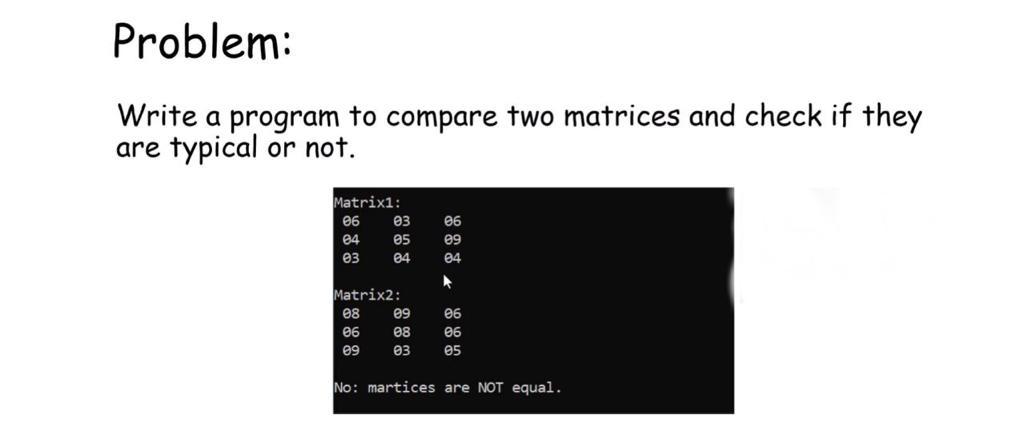 Problem:
Write a program to compare two matrices and check if they
are typical or not.
Matrix1:
06 03 06
04 05 09
03 04 04
Matrix2:
08 09 06
06 08 06
09 03 05
No: martices are NOT equal.